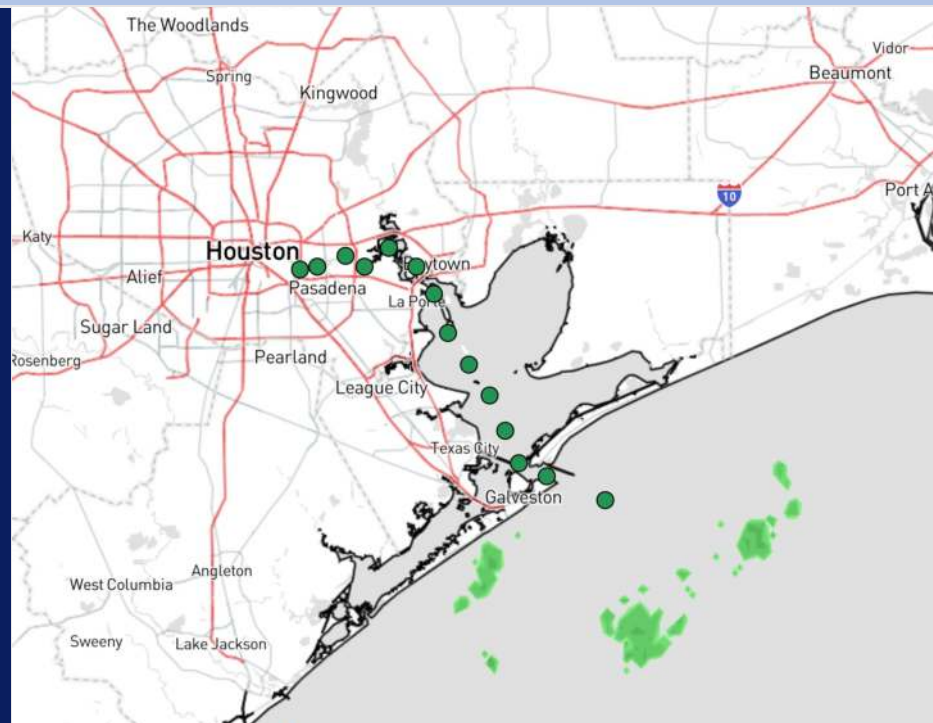 The Woodlands
Vidor
Spring
Beaumont
Kingwood
10
Port A
Katy
Houston
Baytown
Alief
Pasadena
La Porte
Sugar Land
Pearland
Rosenberg
League City
Texas City
Galveston
Angleton
West Columbia
Sweeny
Lake Jackson